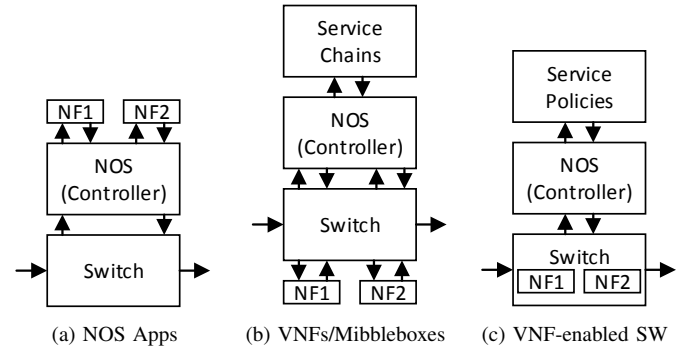 NF1 NF2
NOS
(Controller)
Switch
(a) NOS Apps
Service
Chains
NOS
(Controller)
Switch
NF1 NF2
(b) VNFs/Mibbleboxes
Service
Policies
NOS
(Controller)
Switch
NF1 NF2
(c) VNF-enabled SW